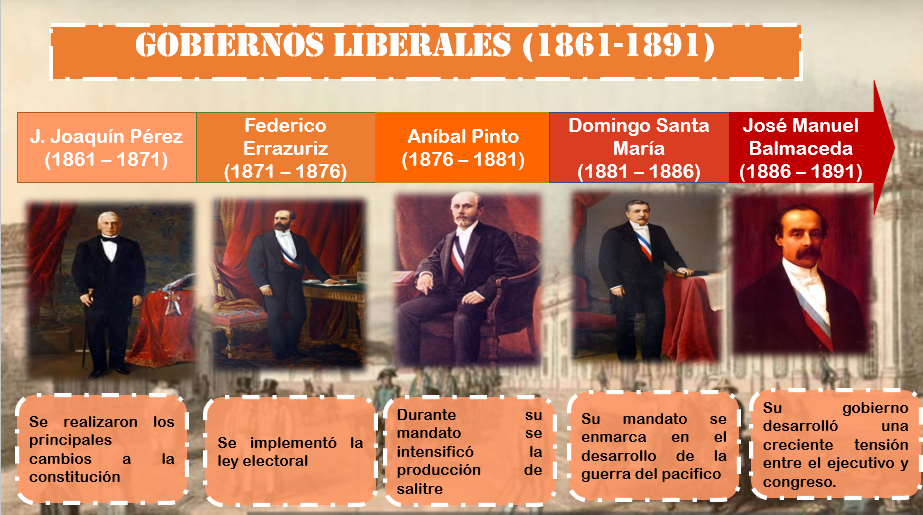 GOBIERNOS LIBERALES (1861-1891)
J. Joaquín Pérez
(1861 – 1871)
Federico
Errazuriz
(1871 – 1876)
Aníbal Pinto
(1876 – 1881)
Domingo Santa
María
(1881 – 1886)
José Manuel
Balmaceda
(1886 – 1891)
Se realizaron los
principales
cambios a la
constitución
Se implementó la
ley electoral
Durante su
mandato se
intensificó la
producción de
salitre
Su mandato se
enmarca en el
desarrollo de la
guerra del pacifico
Su gobierno
desarrolló una
creciente tensión
entre el ejecutivo y
congreso.